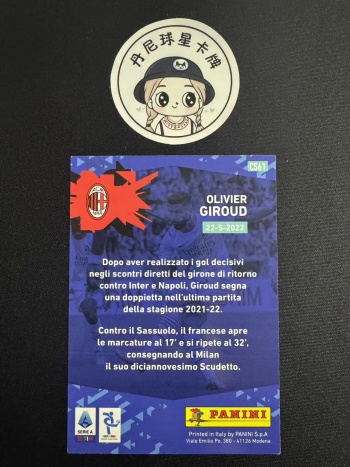 丹尼球星卡牌
CS61
OLIVIER
GIROUD
22-5-2022
Dopo aver realizzato i gol decisivi
negli scontri diretti del girone di ritorno
contro Inter e Napoli, Giroud segna
una doppietta nell'ultima partita
della stagione 2021-22.
Contro il Sassuolo, il francese apre
le marcature al 17' e si ripete al 32',
consegnando al Milan
il suo diciannovesimo Scudetto.
SERIE A
PANINI
Printed in Italy by PANINI S.p.A
Viale Emilio Po, 380 - 41126 Modena